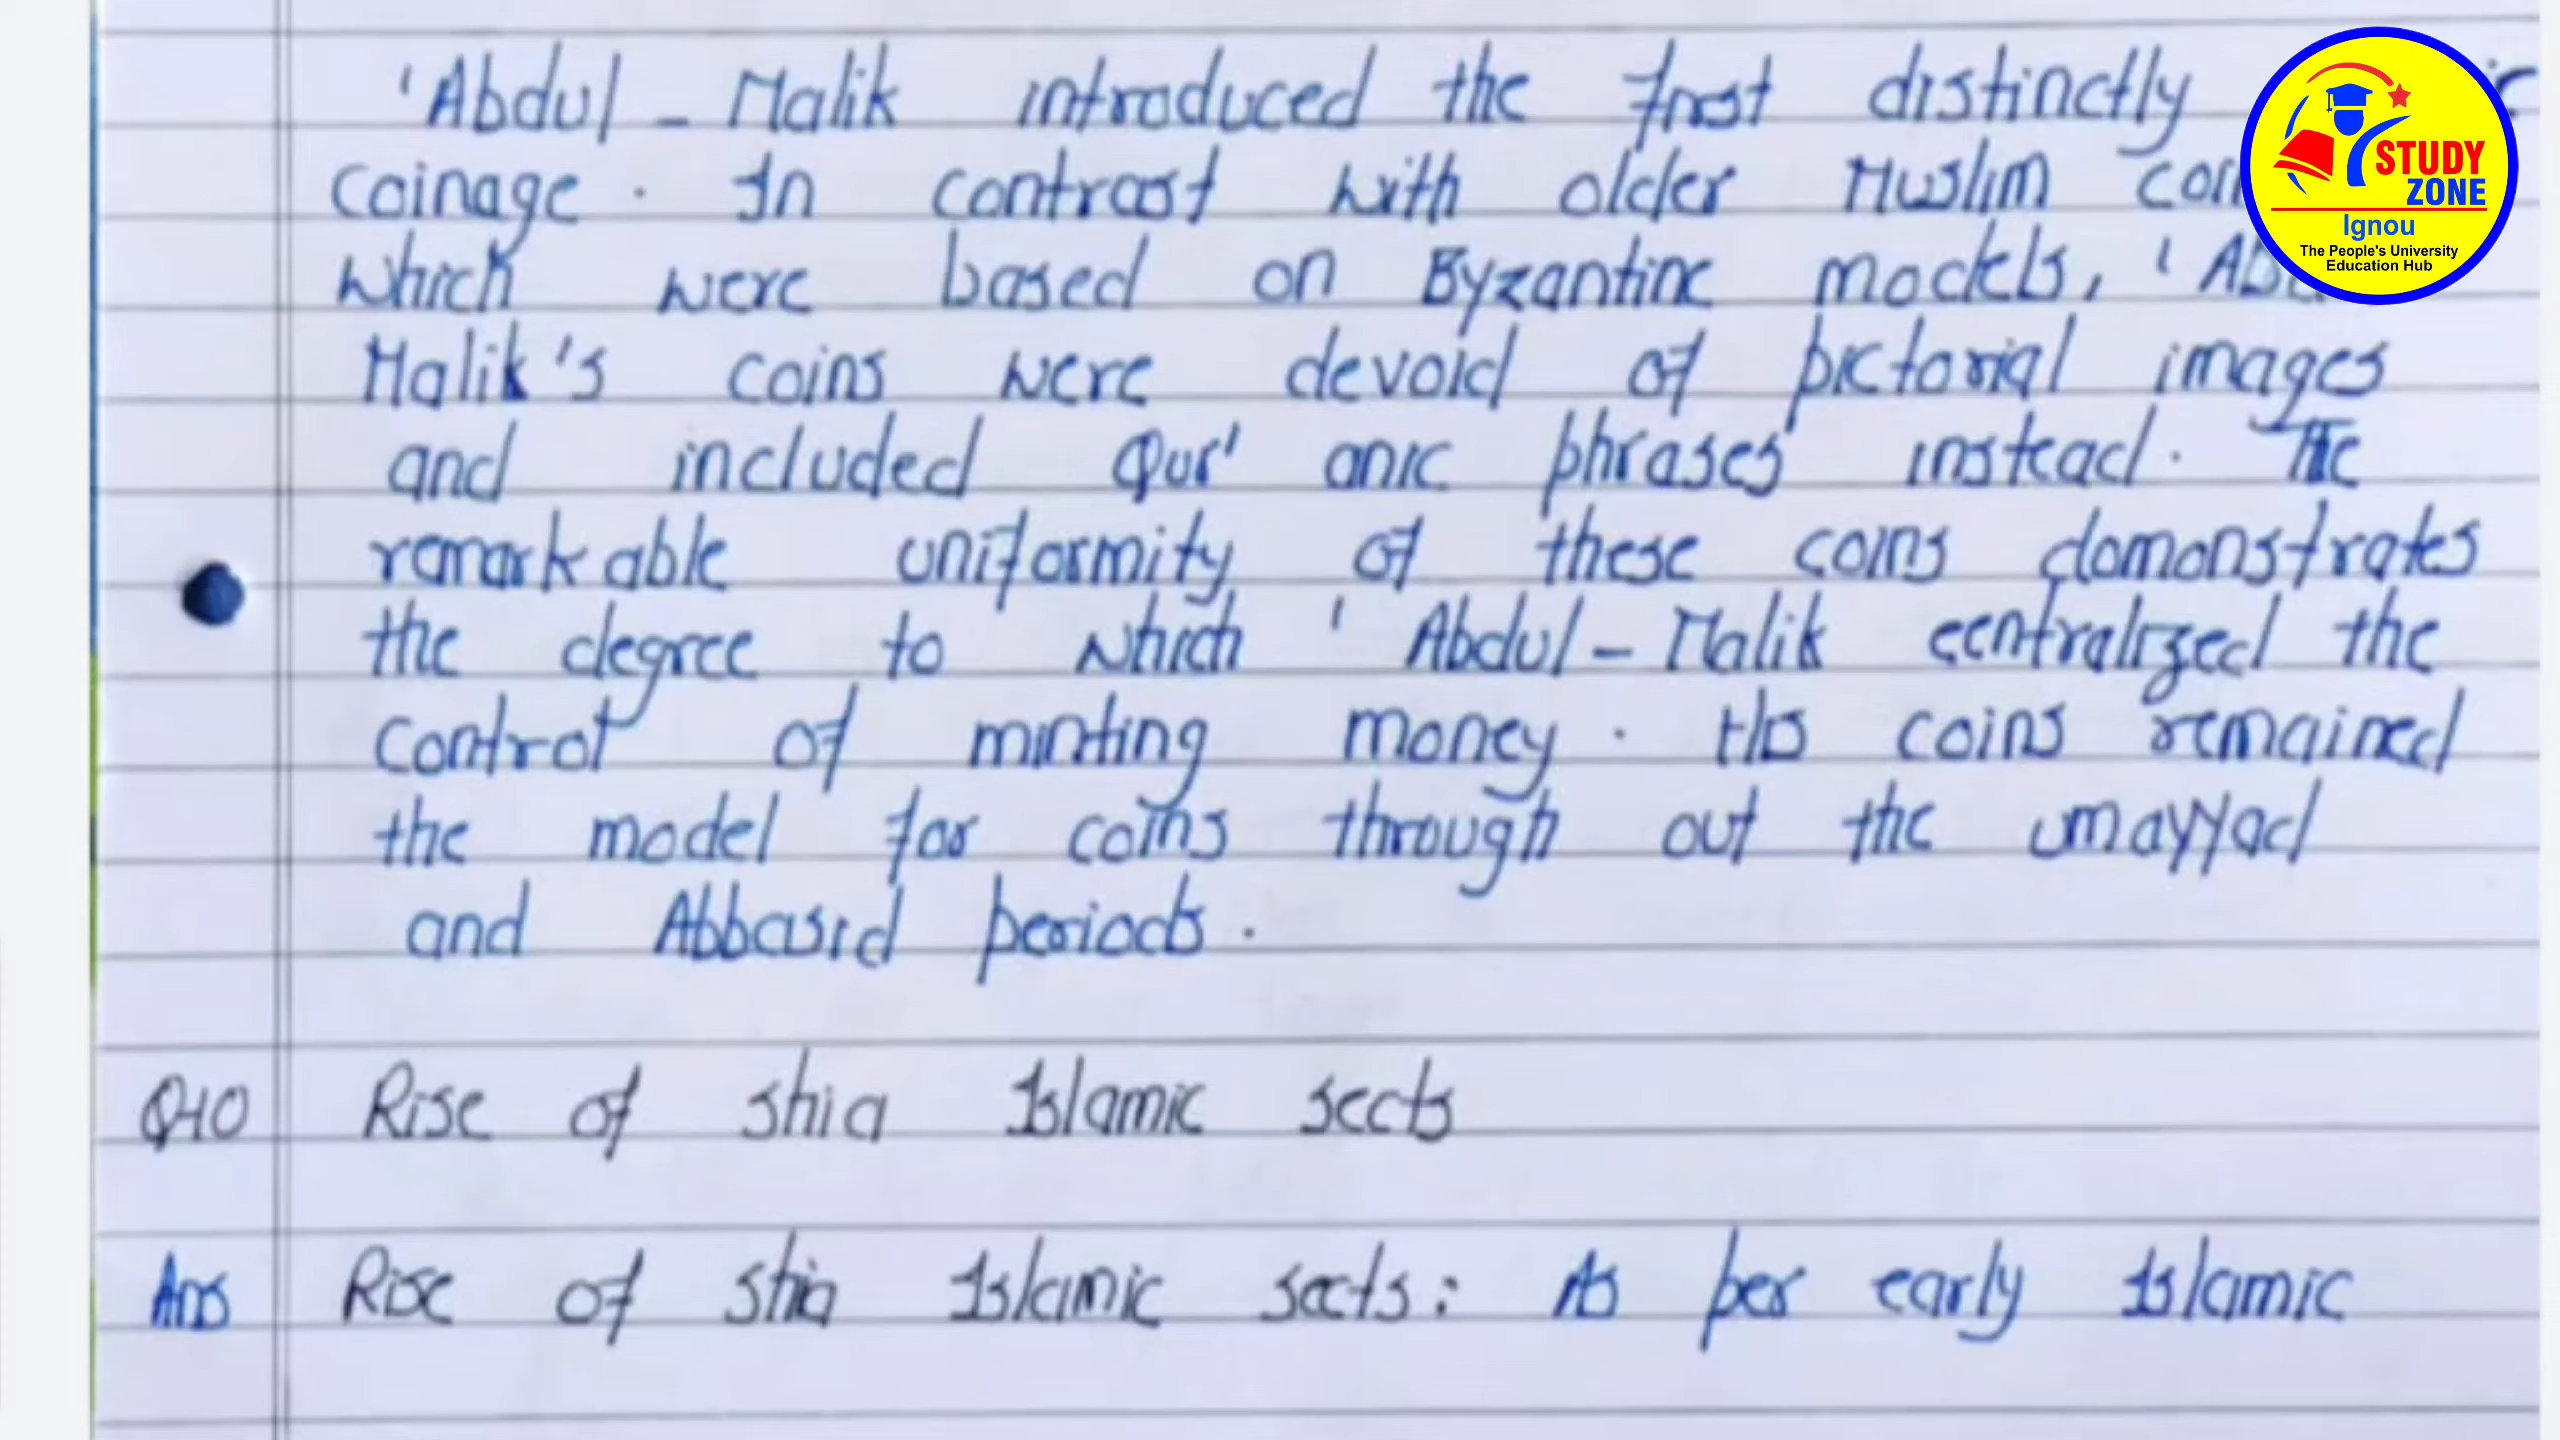 'Abdul - Malik introduced the first distinctly
coinage. In contrast with older Muslim
which were based on Byzantine models,
Malik's coins were devoid of pictorial images
and included Qur' anic phrases instead. The
remarkable uniformity of these coins domonstrates
the degree to which 'Abdul - Malik centralized the
control of minting money. His coins remained
the model for coins through out the umayyad
and Abbasid periods.
Q10 Rise of shia Islamic sects
Ans Rise of shia Islamic sects: As per early Islamic
STUDY
ZONE
Ignou
The People's University
Education Hub